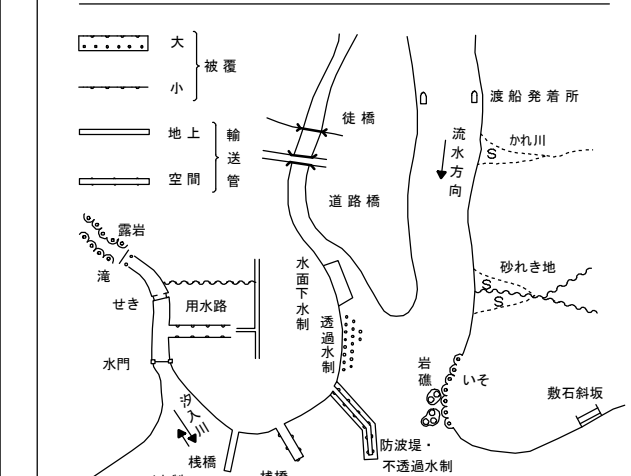 大
小
被覆
地上
空間
輸送管
徒橋
道路橋
渡船発着所
流水方向
かれ川
S
露岩
滝
せき
用水路
水面下水制
透過水制
砂れき地
S
S
水門
汐入川
岩礁
いそ
敷石斜坂
桟橋
防波堤・
不透過水制